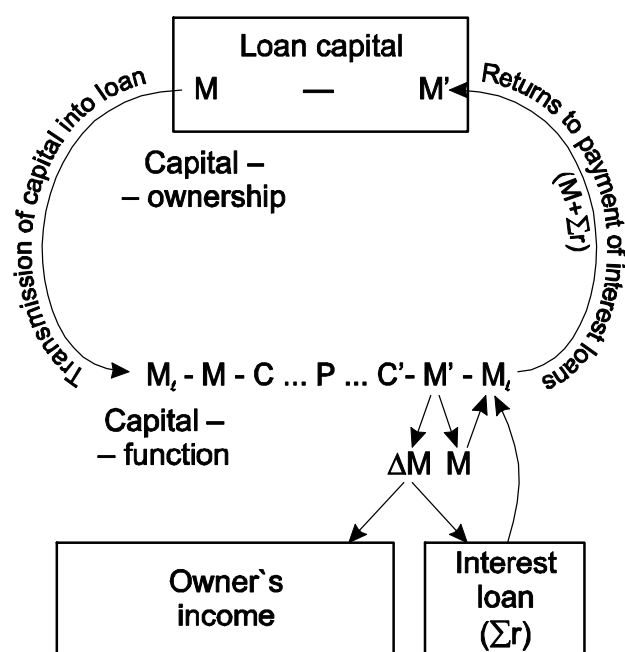 Loan capital
M — M’
Transmission of capital into loan
Returns to payment of interest loans
(M+∑r)
Capital –
– ownership
Mℓ - M - C ... P ... C’- M’ - Mℓ
Capital –
– function
ΔM M
Owner`s
income
Interest
loan
(∑r)